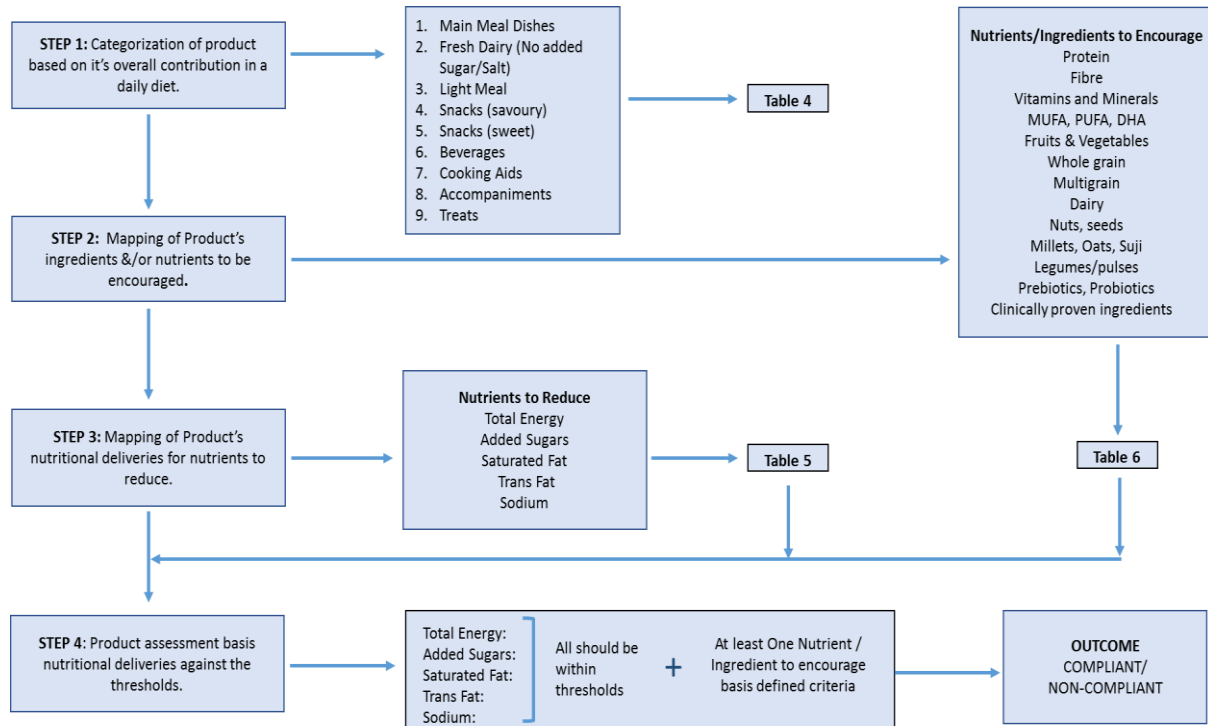 STEP 1: Categorization of product
based on it's overall contribution in a
daily diet.
1. Main Meal Dishes
2. Fresh Dairy (No added
Sugar/Salt)
3. Light Meal
4. Snacks (savoury)
5. Snacks (sweet)
6. Beverages
7. Cooking Aids
8. Accompaniments
9. Treats
Table 4
Nutrients/Ingredients to Encourage
Protein
Fibre
Vitamins and Minerals
MUFA, PUFA, DHA
Fruits & Vegetables
Whole grain
Multigrain
Dairy
Nuts, seeds
Millets, Oats, Suji
Legumes/pulses
Prebiotics, Probiotics
Clinically proven ingredients
STEP 2: Mapping of Product's
ingredients &/or nutrients to be
encouraged.
STEP 3: Mapping of Product's
nutritional deliveries for nutrients to
reduce.
Nutrients to Reduce
Total Energy
Added Sugars
Saturated Fat
Trans Fat
Sodium
Table 5
Table 6
STEP 4: Product assessment basis
nutritional deliveries against the
thresholds.
Total Energy:
Added Sugars:
Saturated Fat:
Trans Fat:
Sodium:
All should be
within
thresholds
+
At least One Nutrient /
Ingredient to encourage
basis defined criteria
OUTCOME
COMPLIANT/
NON-COMPLIANT